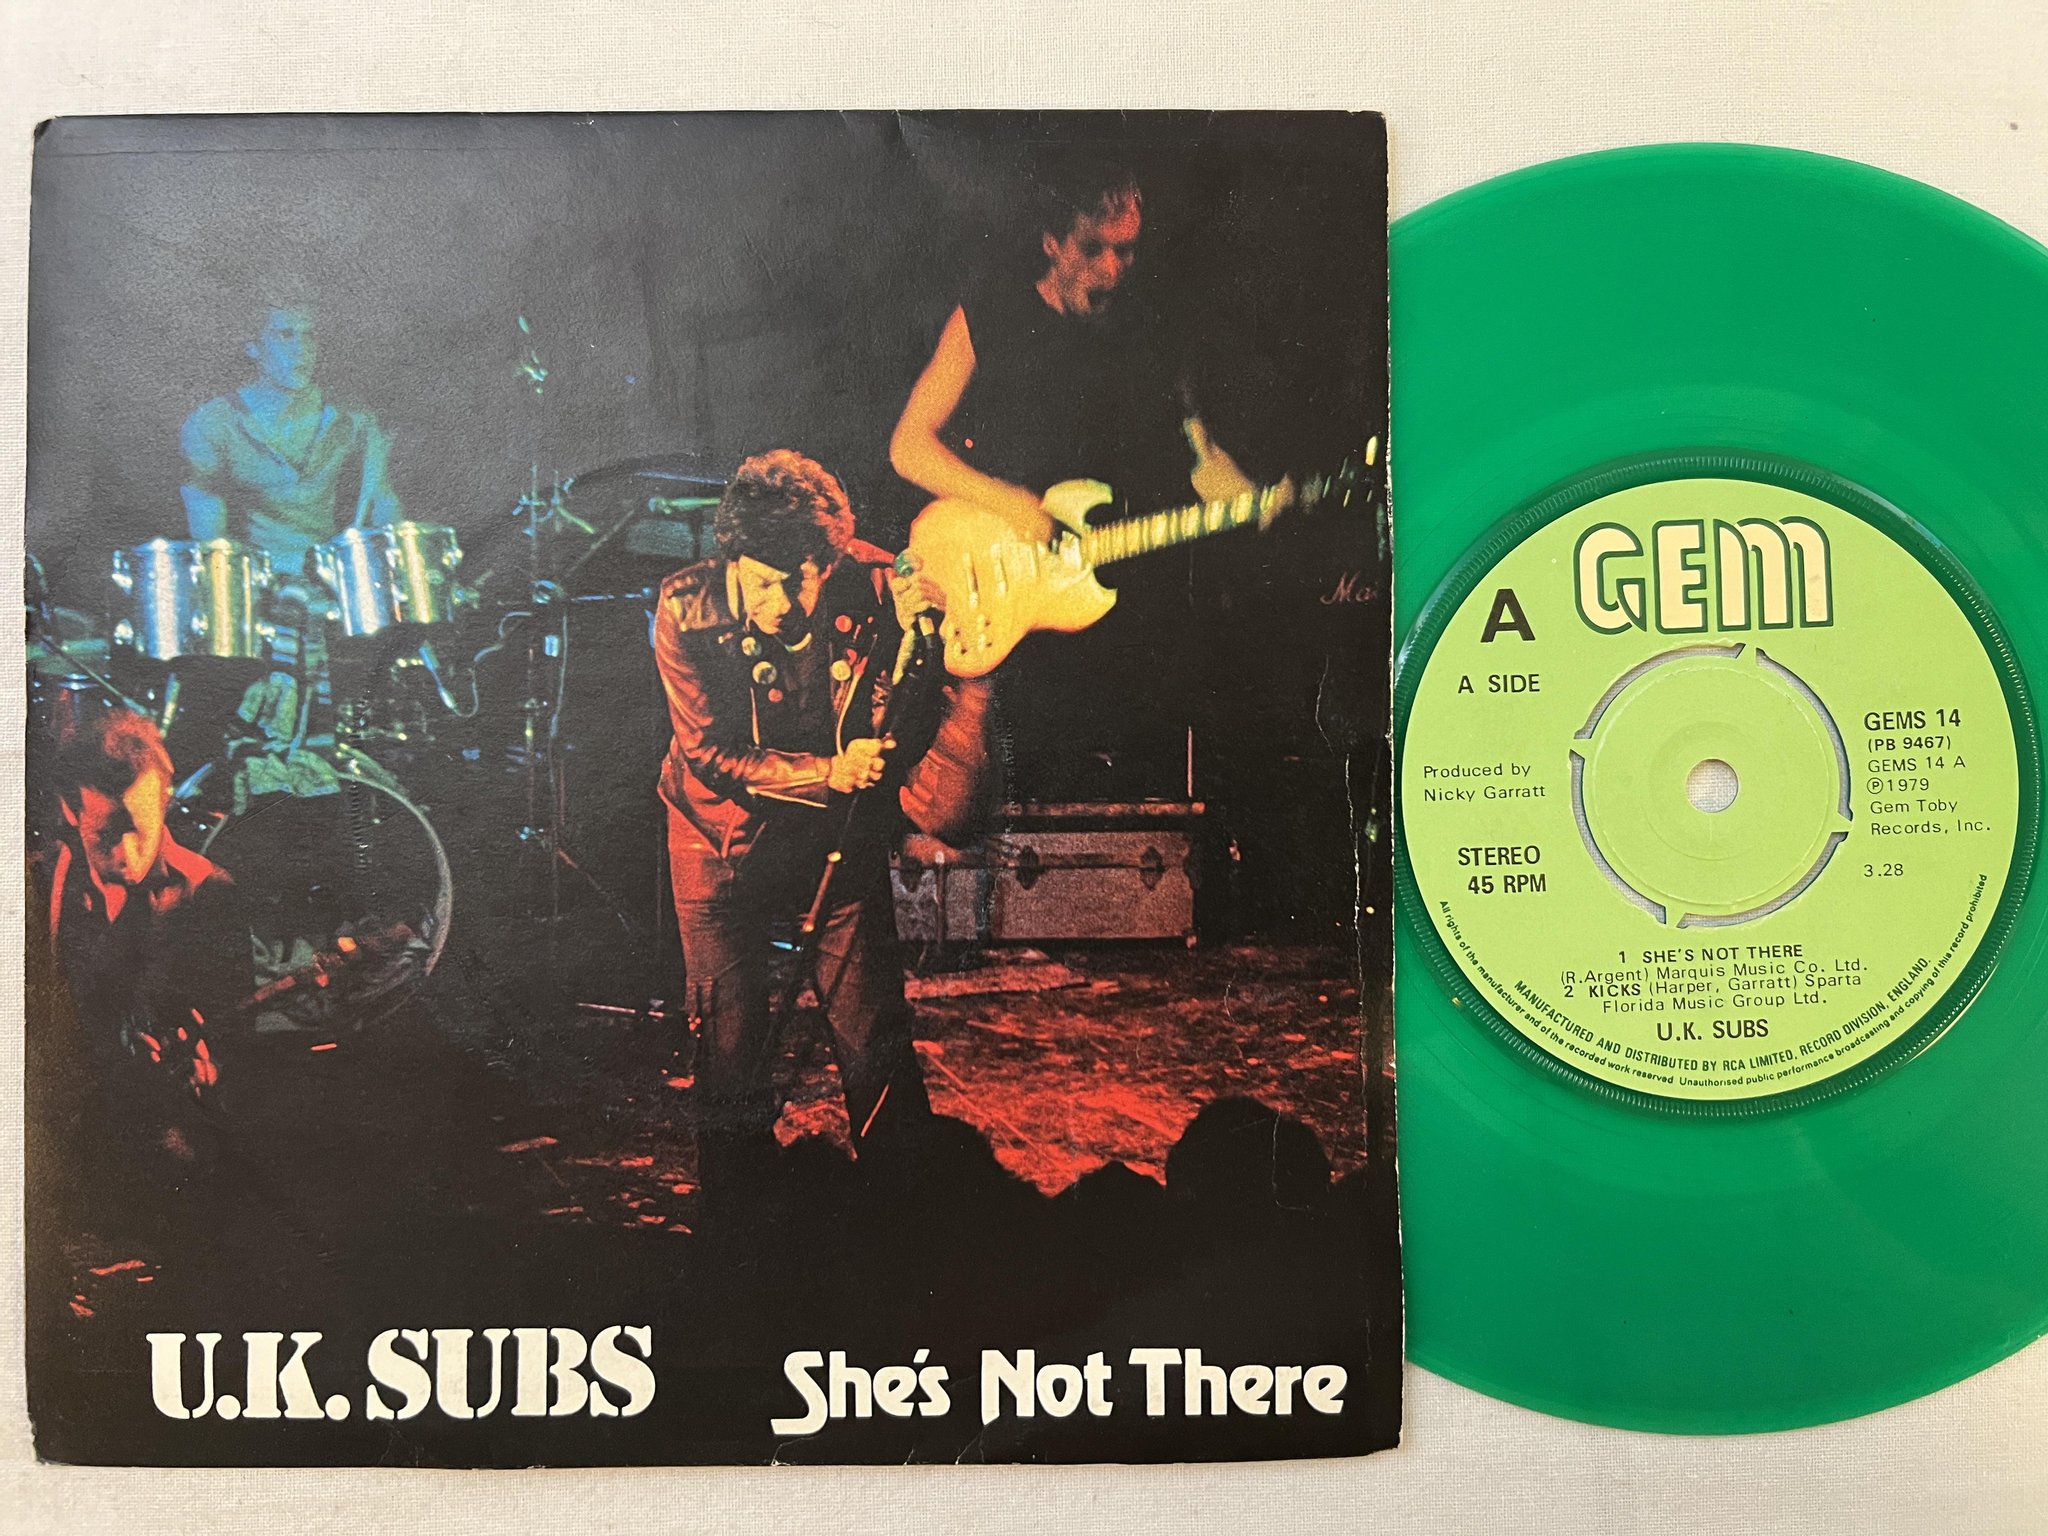 U.K. SUBS
She's Not There
GEM
A
A SIDE
GEMS 14
(PB 9467)
GEMS 14 A
Ⓟ1979
Gem Toby
Records, Inc.
3.28
Produced by
Nicky Garratt
STEREO
45 RPM
1 SHE'S NOT THERE
(R.Argent) Marquis Music Co. Ltd.
2 KICKS (Harper, Garratt) Sparta
Florida Music Group Ltd.
U.K. SUBS
MANUFACTURED AND DISTRIBUTED BY RCA LIMITED, RECORD DIVISION, ENGLAND.
All rights of the manufacturer and of the recorded work reserved Unauthorised public performance broadcasting and copying of this record prohibited